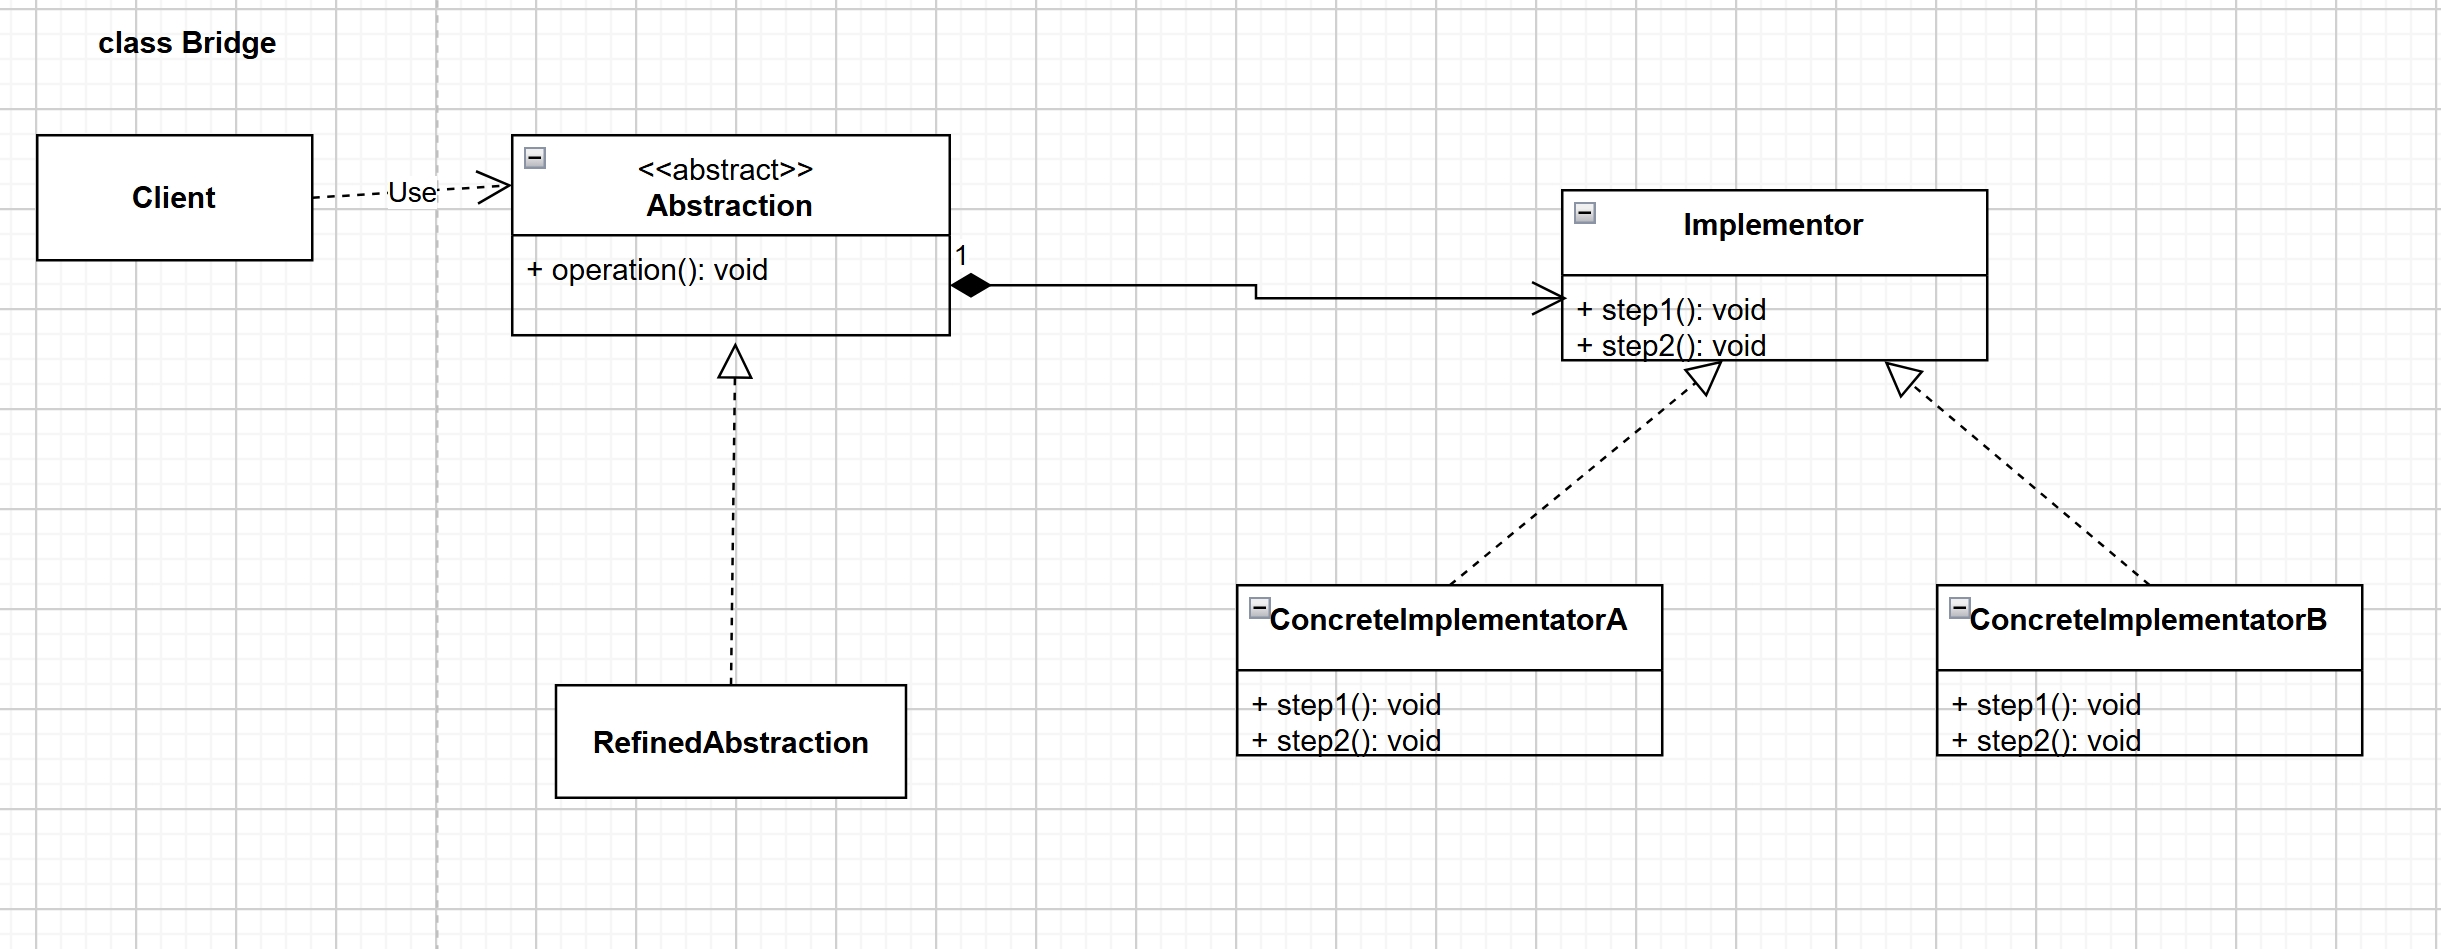 class Bridge
Client
Use
<<abstract>>
Abstraction
+ operation(): void
1
Implementor
+ step1(): void
+ step2(): void
RefinedAbstraction
ConcreteImplementatorA
+ step1(): void
+ step2(): void
ConcreteImplementatorB
+ step1(): void
+ step2(): void